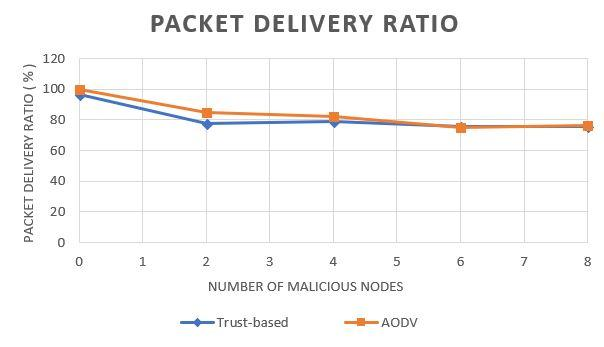 PACKET DELIVERY RATIO
PACKET DELIVERY RATIO ( % )
120
100
80
60
40
20
0
0 1 2 3 4 5 6 7 8
NUMBER OF MALICIOUS NODES
Trust-based AODV